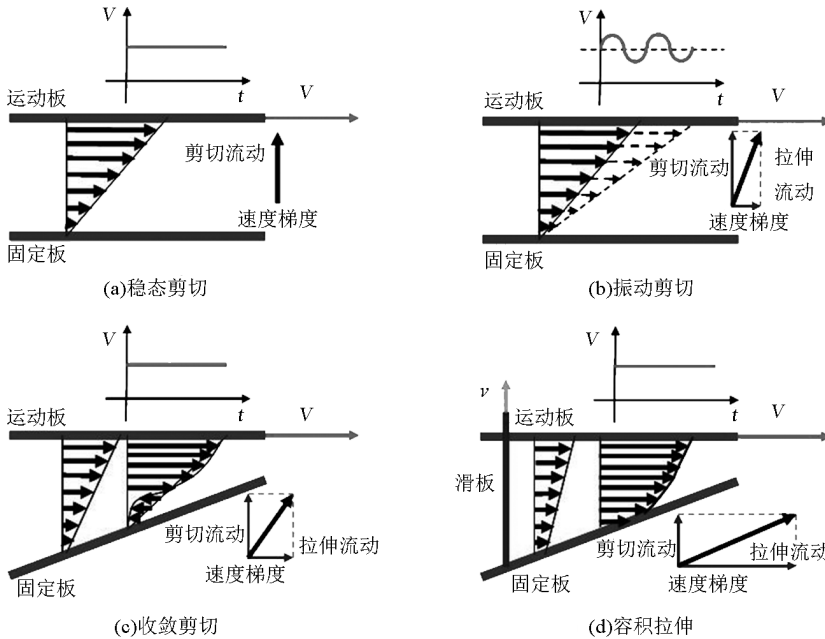 V
t
运动板
V
剪切流动
速度梯度
固定板
(a)稳态剪切
V
t
运动板
V
剪切流动
拉伸
流动
速度梯度
固定板
(b)振动剪切
V
t
运动板
V
剪切流动
拉伸流动
速度梯度
固定板
(c)收敛剪切
V
t
v
运动板
V
滑板
剪切流动
拉伸流动
速度梯度
固定板
(d)容积拉伸